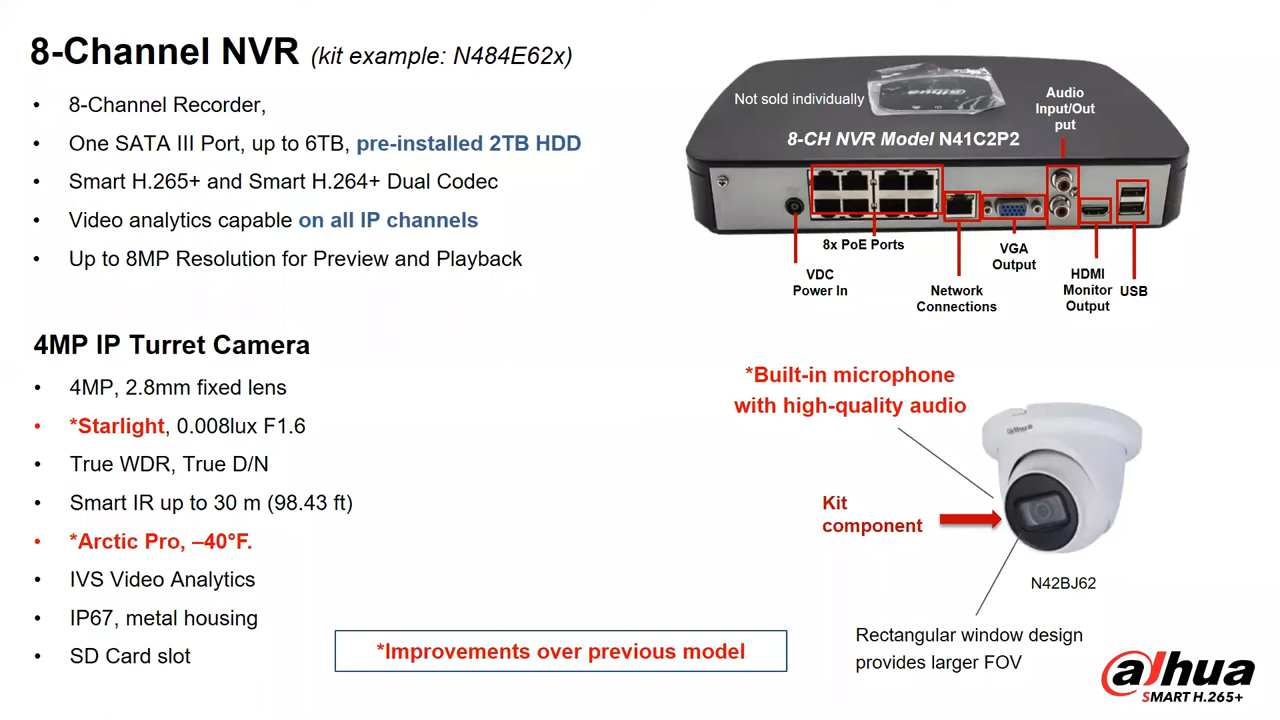 8-Channel NVR (kit example: N484E62x)
• 8-Channel Recorder,
• One SATA III Port, up to 6TB, pre-installed 2TB HDD
• Smart H.265+ and Smart H.264+ Dual Codec
• Video analytics capable on all IP channels
• Up to 8MP Resolution for Preview and Playback
Not sold individually
Audio
Input/Out
put
8-CH NVR Model N41C2P2
8x PoE Ports
VDC
Power In
Network
Connections
VGA
Output
HDMI
Monitor
Output
USB
4MP IP Turret Camera
• 4MP, 2.8mm fixed lens
• *Starlight, 0.008lux F1.6
• True WDR, True D/N
• Smart IR up to 30 m (98.43 ft)
• *Arctic Pro, –40°F.
• IVS Video Analytics
• IP67, metal housing
• SD Card slot
*Improvements over previous model
*Built-in microphone
with high-quality audio
alhua
Kit
component
N42BJ62
Rectangular window design
provides larger FOV
alhua
SMART H.265+